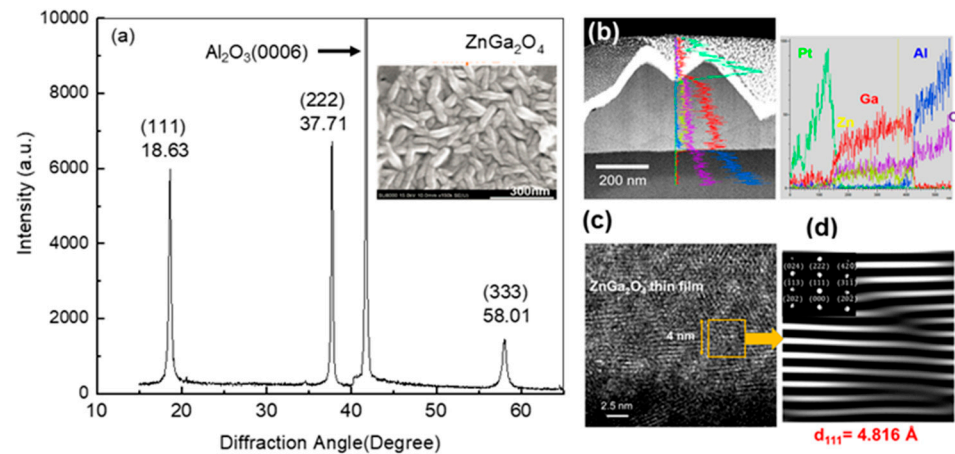 (a)
Al₂O₃(0006)
ZnGa₂O₄
(111)
18.63
(222)
37.71
(333)
58.01
300nm
10000
8000
6000
4000
2000
0
10 20 30 40 50 60
Intensity (a.u.)
Diffraction Angle(Degree)
(b)
200 nm
Pt
Zn
Ga
Al
O
(c)
ZnGa₂O₄ thin film
4 nm
2.5 nm
(d)
(024) (222) (420)
(113) (111) (311)
(202) (000) (202)
d₁₁₁= 4.816 Å